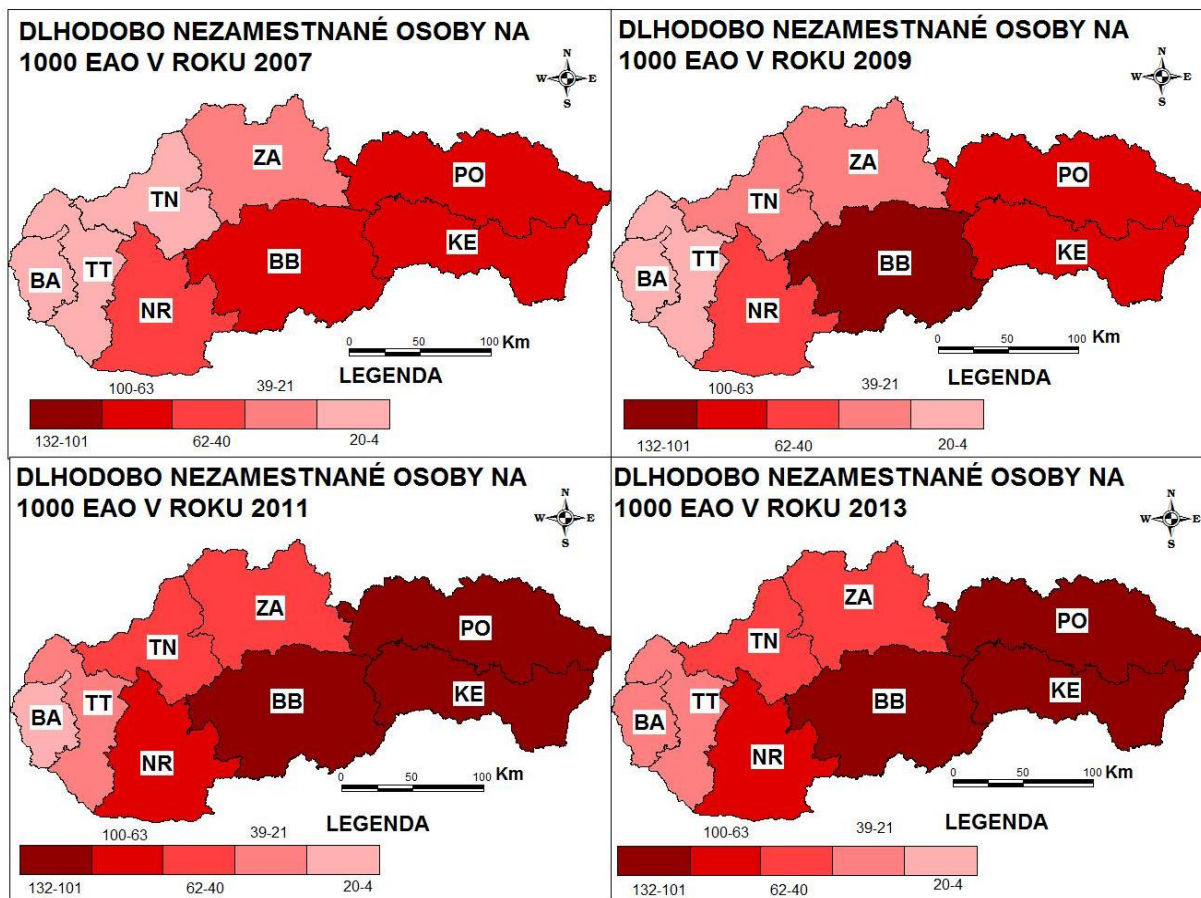 DLHODOBO NEZAMESTNANÉ OSOBY NA
1000 EAO V ROKU 2007
N
W E
S
ZA
PO
TN
KE
BB
BA
TT
NR
0 50 100 Km
LEGENDA
100-63 39-21
132-101 62-40 20-4
DLHODOBO NEZAMESTNANÉ OSOBY NA
1000 EAO V ROKU 2009
N
W E
S
ZA
PO
TN
KE
BB
TT
BA
NR
0 50 100 Km
LEGENDA
100-63 39-21
132-101 62-40 20-4
DLHODOBO NEZAMESTNANÉ OSOBY NA
1000 EAO V ROKU 2011
N
W E
S
ZA
PO
TN
TT
KE
BB
BA
NR
0 50 100 Km
LEGENDA
100-63 39-21
132-101 62-40 20-4
DLHODOBO NEZAMESTNANÉ OSOBY NA
1000 EAO V ROKU 2013
N
W E
S
ZA
PO
TN
KE
BB
TT
BA
NR
0 50 100 Km
LEGENDA
100-63 39-21
132-101 62-40 20-4